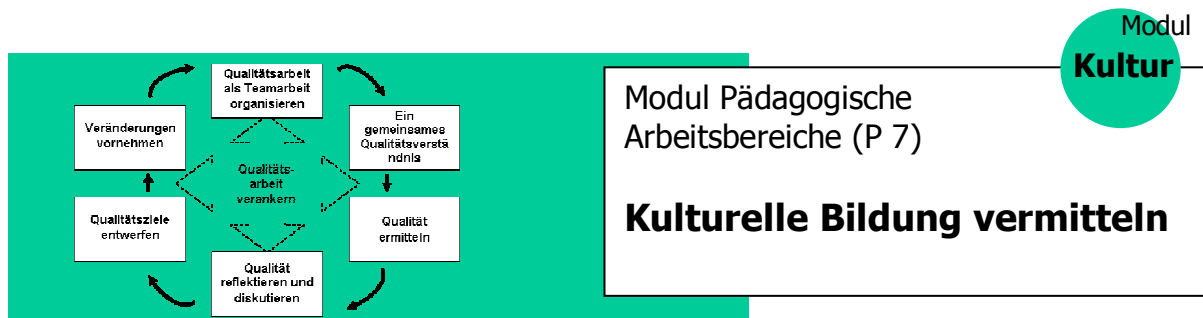 Qualitätsarbeit
als Teamarbeit
organisieren
Ein
gemeinsames
Qualitätsverstä
ndnis
Qualität
ermitteln
Qualität
reflektieren und
diskutieren
Qualitätsziele
entwerfen
Veränderungen
vornehmen
Qualitäts-
arbeit
verankern
Modul
Kultur
Modul Pädagogische
Arbeitsbereiche (P 7)
Kulturelle Bildung vermitteln